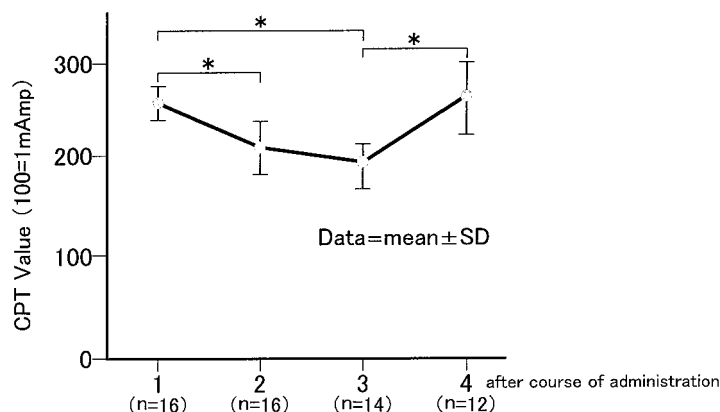 *
*
*
300
200
100
0
CPT Value (100=1mAmp)
Data=mean±SD
1 2 3 4 after course of administration
(n=16) (n=16) (n=14) (n=12)